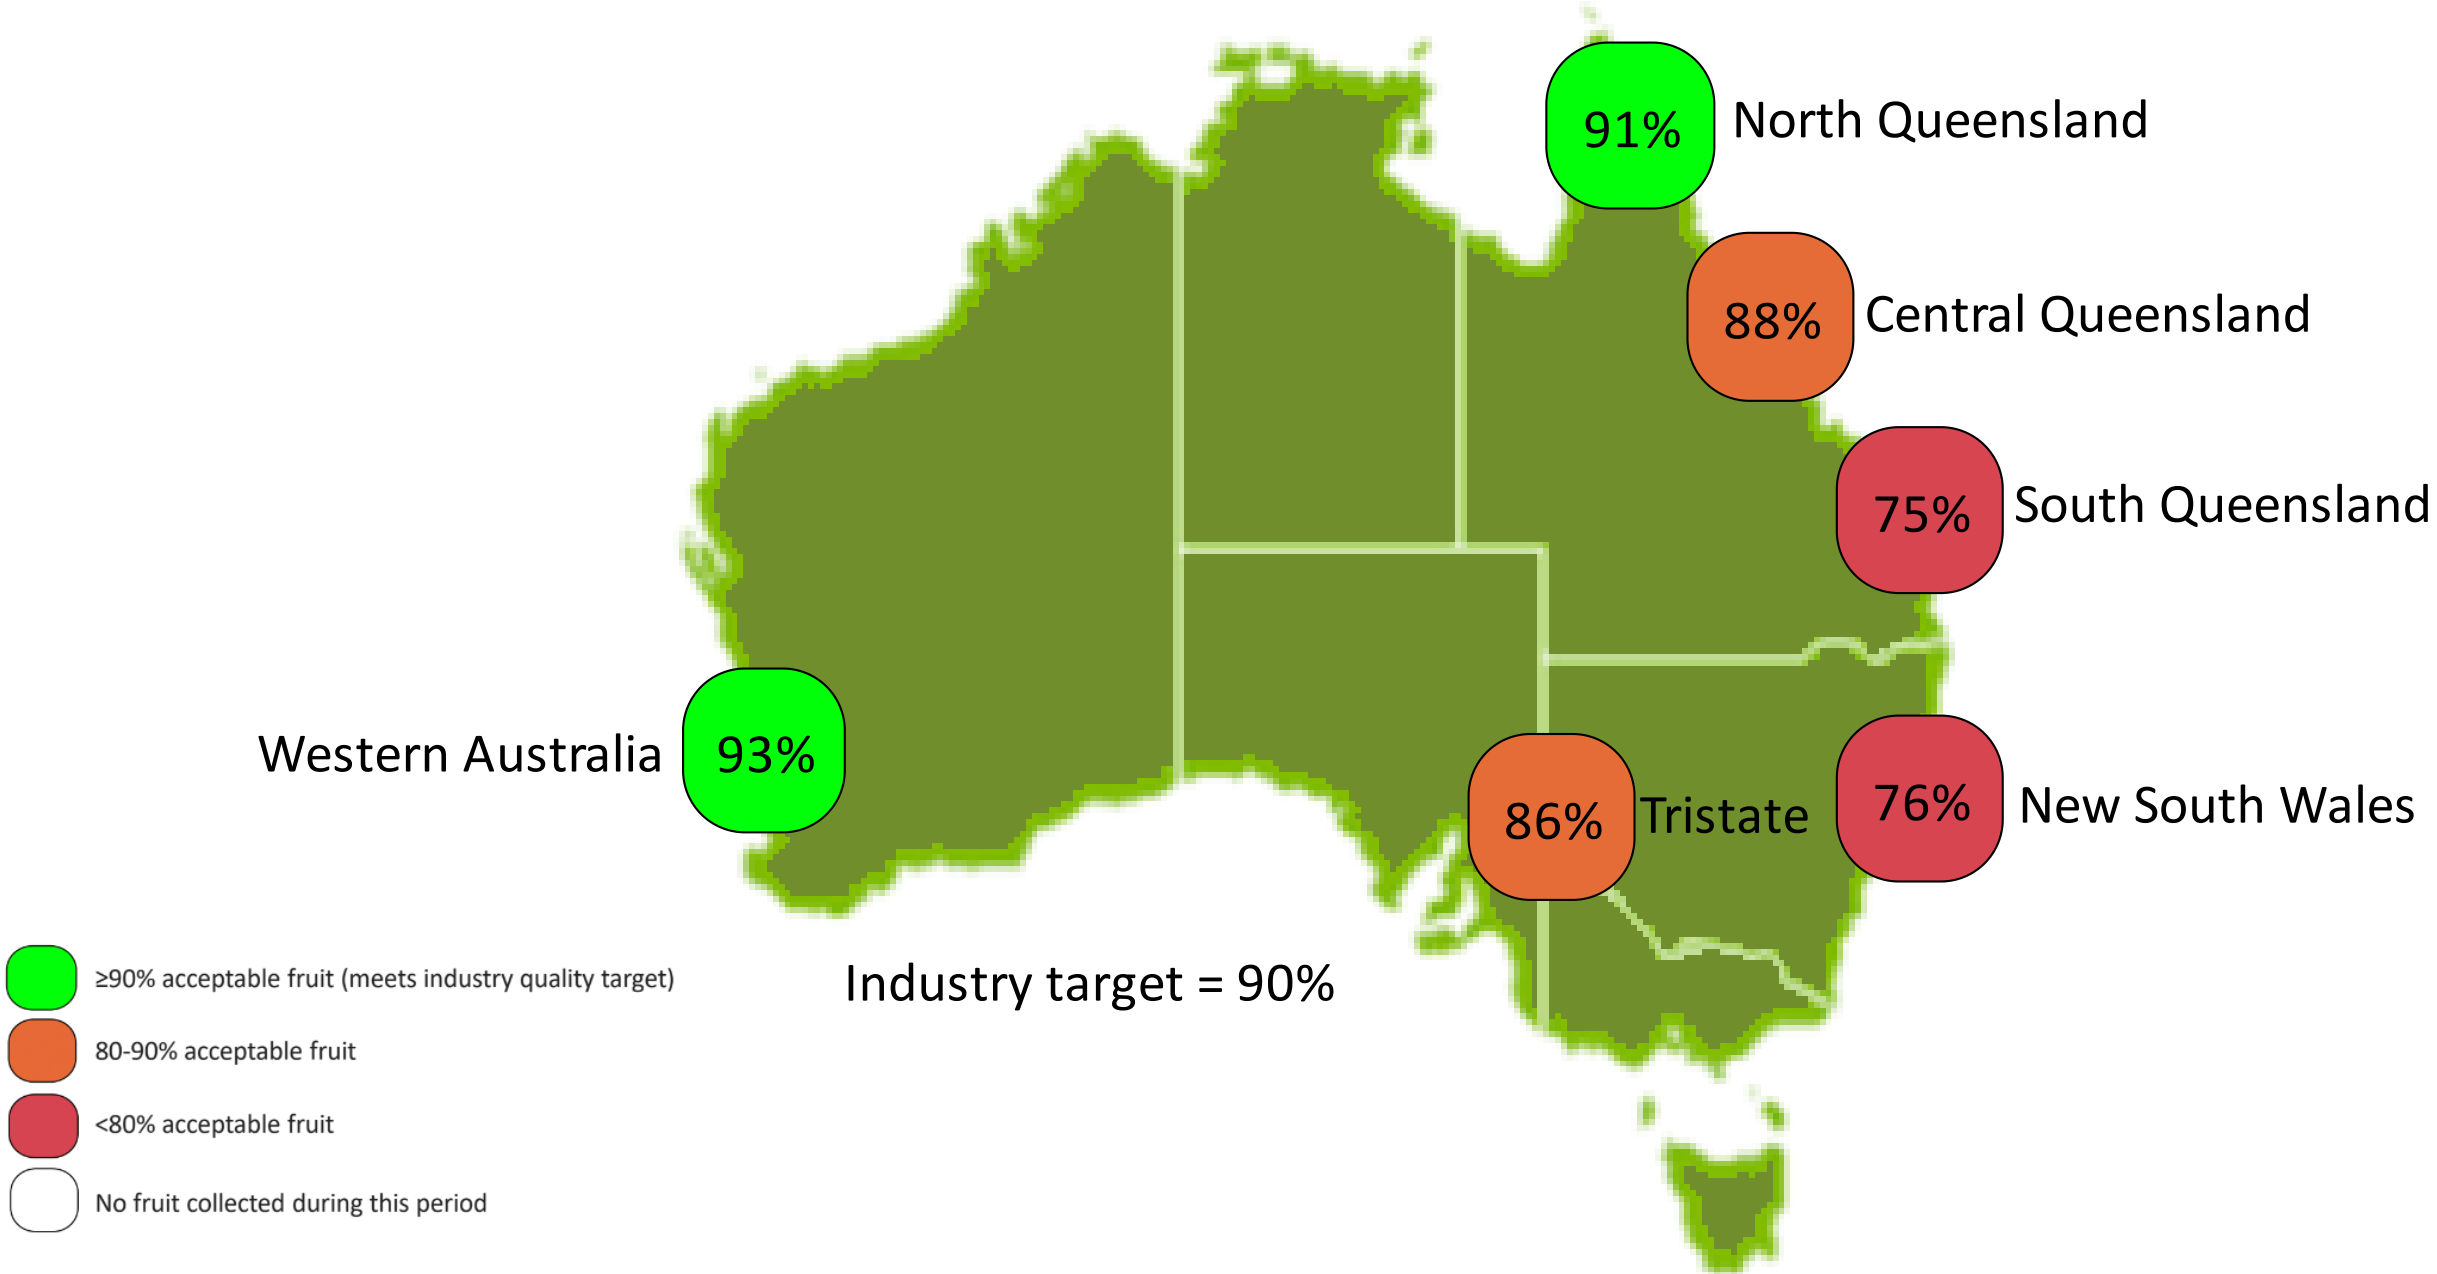 91%
North Queensland
88%
Central Queensland
75%
South Queensland
Western Australia
93%
86%
Tristate
76%
New South Wales
Industry target = 90%
≥90% acceptable fruit (meets industry quality target)
80-90% acceptable fruit
<80% acceptable fruit
No fruit collected during this period